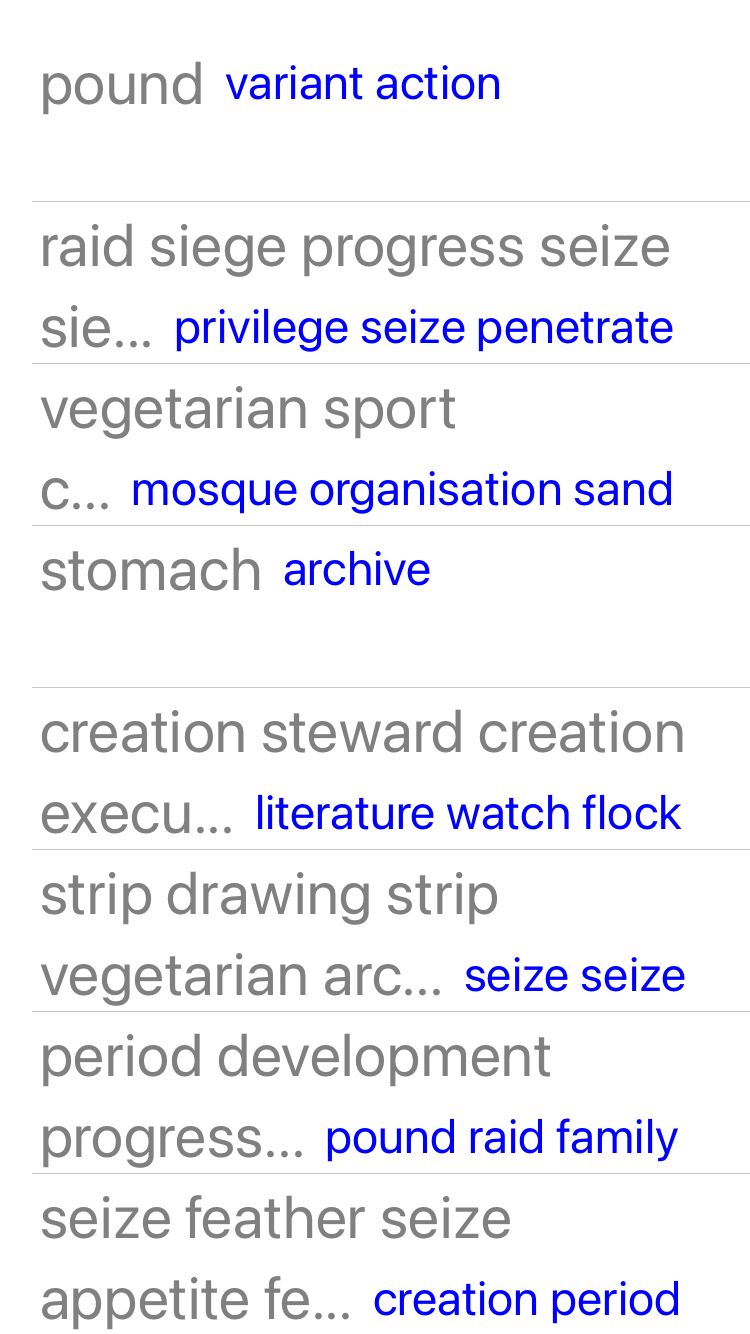 pound variant action
raid siege progress seize
sie... privilege seize penetrate
vegetarian sport
c... mosque organisation sand
stomach archive
creation steward creation
execu... literature watch flock
strip drawing strip
vegetarian arc... seize seize
period development
progress... pound raid family
seize feather seize
appetite fe... creation period